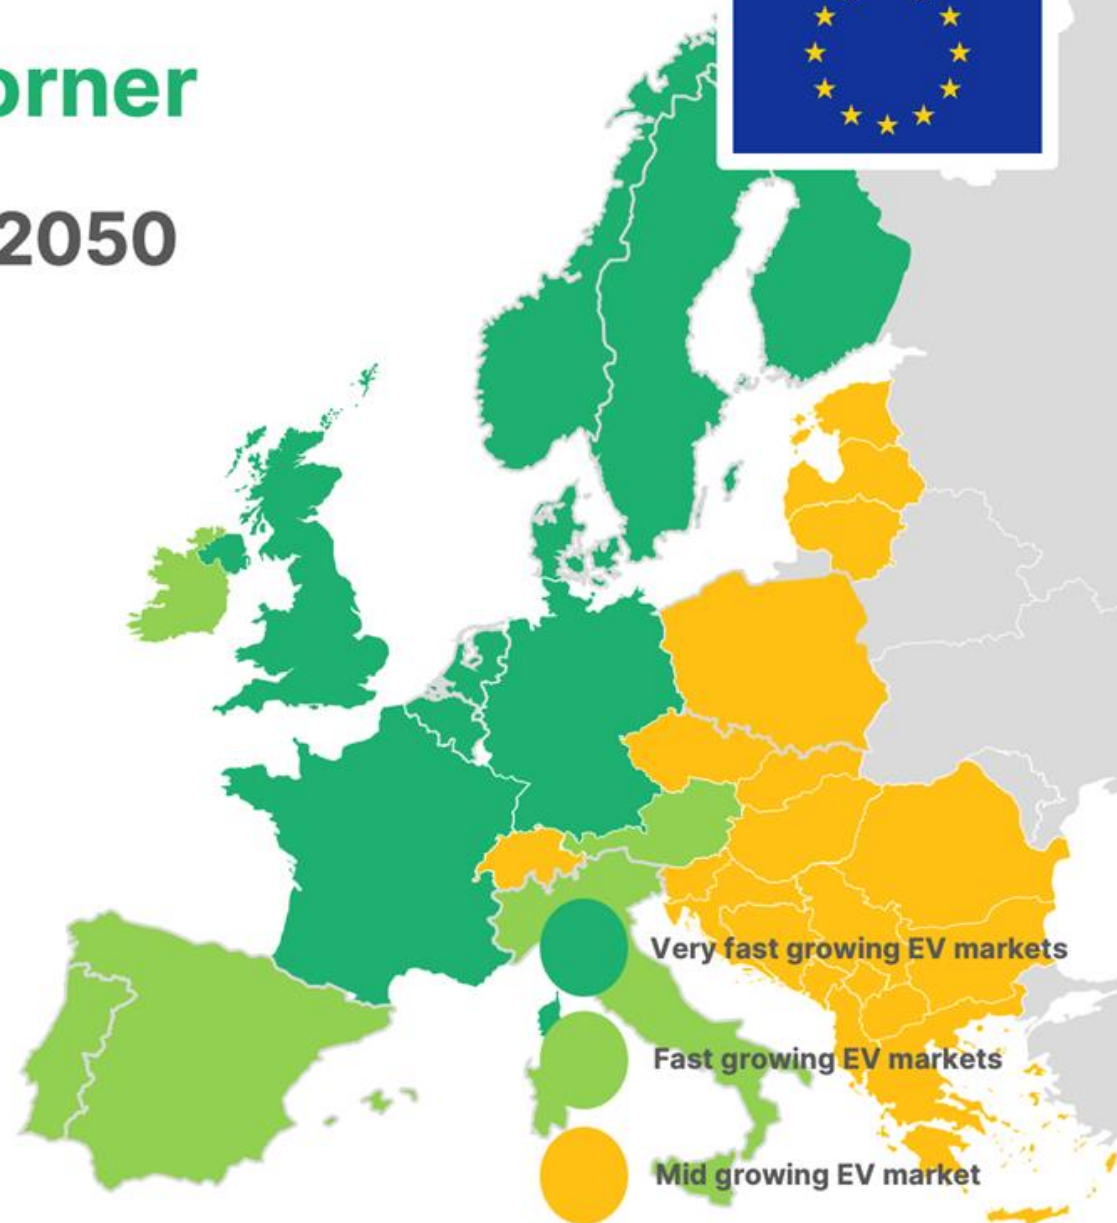 orner
2050
Very fast growing EV markets
Fast growing EV markets
Mid growing EV market